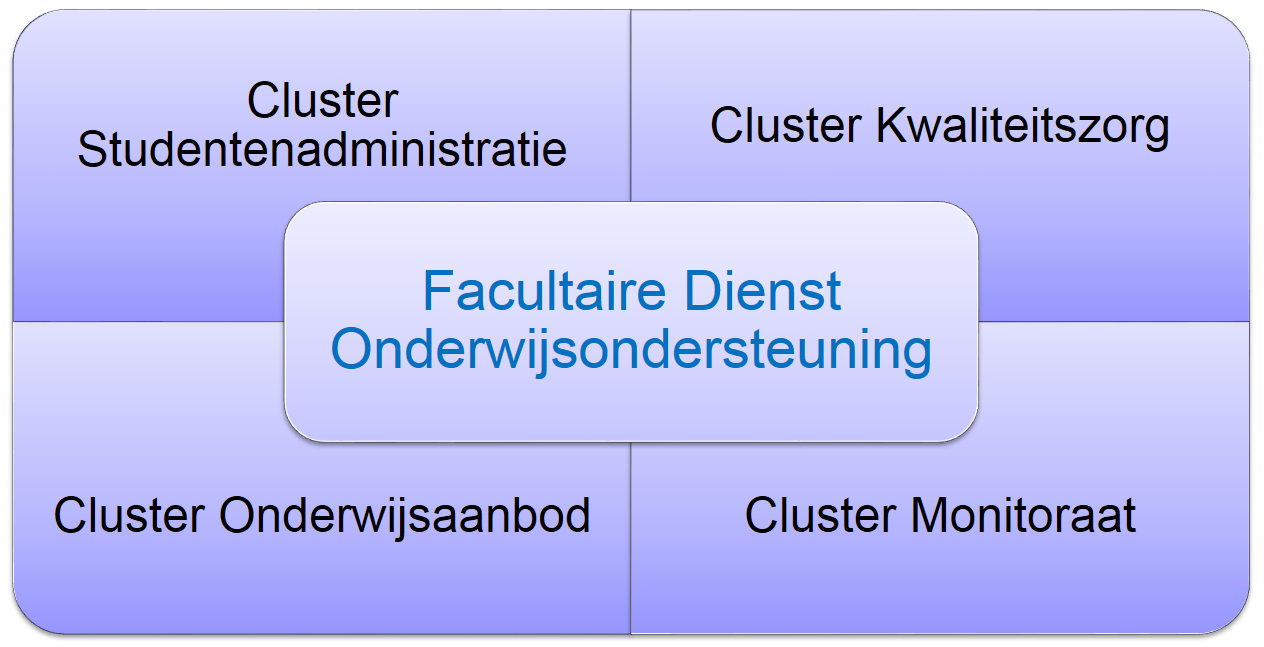 Cluster
Studentenadministratie
Cluster Kwaliteitszorg
Facultaire Dienst
Onderwijsondersteuning
Cluster Onderwijsaanbod
Cluster Monitoraat